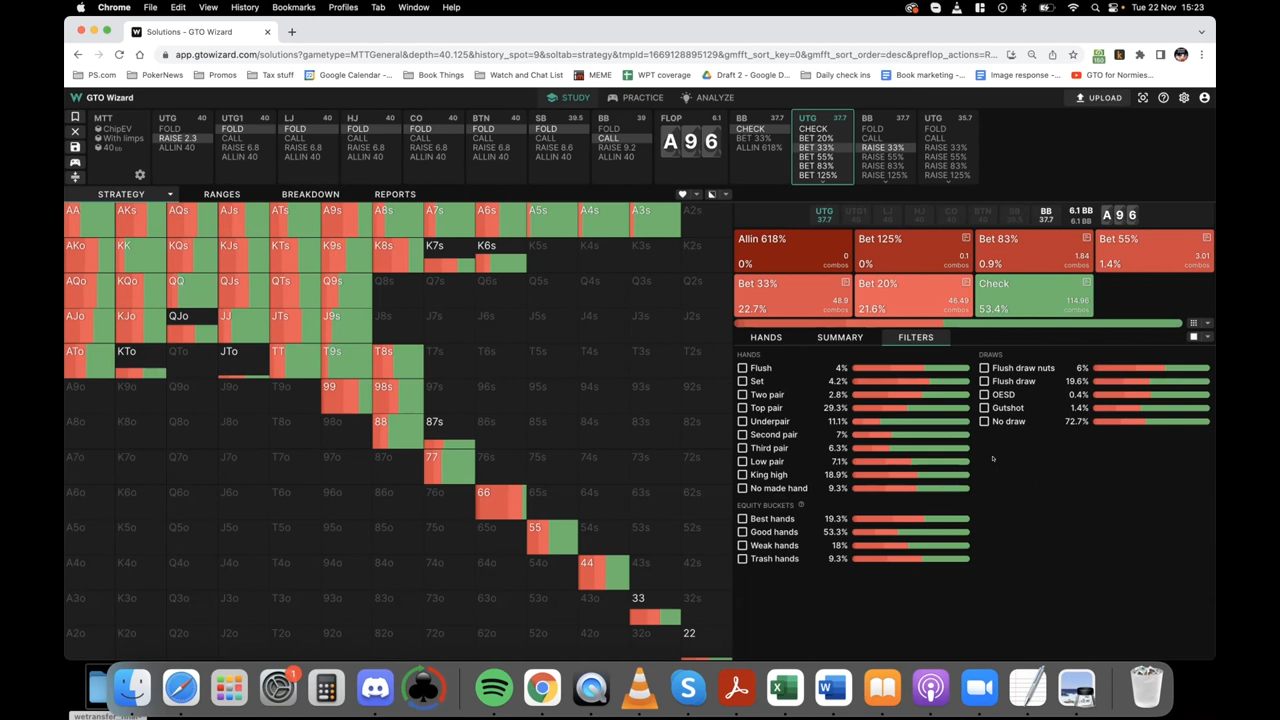 Chrome File Edit View History Bookmarks Profiles Tab Window Help Tue 22 Nov 15:23
Solutions - GTO Wizard
app.gtowizard.com/solutions?gametype=MTTGeneral&depth=40.125&history_spot=9&soltab=strategy&tmpId=1669128895129&gmfft_sort_key=0&gmfft_sort_order=desc&preflop_actions=R...
PS.com PokerNews Promos Tax stuff Google Calendar -... Book Things Watch and Chat List MEME WPT coverage Draft 2 - Google D... Daily check ins Book marketing -... Image response -... GTO for Normies...
GTO Wizard STUDY PRACTICE ANALYZE UPLOAD
MTT UTG 40 UTG1 40 LJ 40 HJ 40 CO 40 BTN 40 SB 39.5 BB 39 FLOP 6.1 BB 37.7 UTG 37.7 BB 37.7 UTG 35.7
ChipEV FOLD FOLD FOLD FOLD FOLD FOLD FOLD FOLD CHECK CHECK FOLD FOLD
With limps RAISE 2.3 CALL CALL CALL CALL CALL CALL CALL A 9 6 BET 33% BET 20% CALL CALL
40BB ALLIN 40 RAISE 6.8 RAISE 6.8 RAISE 6.8 RAISE 6.8 RAISE 6.8 RAISE 8.6 RAISE 9.2 ALLIN 618% BET 33% RAISE 33% RAISE 33%
ALLIN 40 ALLIN 40 ALLIN 40 ALLIN 40 ALLIN 40 ALLIN 40 ALLIN 40 BET 55% RAISE 55% RAISE 55%
BET 83% RAISE 83% RAISE 83%
BET 125% RAISE 125% RAISE 125%
STRATEGY RANGES BREAKDOWN REPORTS
UTG 37.7 UTG1 40 LJ 40 HJ 40 CO 40 BTN 40 SB 39.5 BB 37.7 6.1 BB 6.1 BB A 9 6
AA AKs AQs AJs ATs A9s A8s A7s A6s A5s A4s A3s A2s
AKo KK KQs KJs KTs K9s K8s K7s K6s K5s K4s K3s K2s
AQo KQo QQ QJs QTs Q9s Q8s Q7s Q6s Q5s Q4s Q3s Q2s
AJo KJo QJo JJ JTs J9s J8s J7s J6s J5s J4s J3s J2s
ATo KTo QTo JTo TT T9s T8s T7s T6s T5s T4s T3s T2s
A9o K9o Q9o J9o T9o 99 98s 97s 96s 95s 94s 93s 92s
A8o K8o Q8o J8o T8o 98o 88 87s 86s 85s 84s 83s 82s
A7o K7o Q7o J7o T7o 97o 87o 77 76s 75s 74s 73s 72s
A6o K6o Q6o J6o T6o 96o 86o 76o 66 65s 64s 63s 62s
A5o K5o Q5o J5o T5o 95o 85o 75o 65o 55 54s 53s 52s
A4o K4o Q4o J4o T4o 94o 84o 74o 64o 54o 44 43s 42s
A3o K3o Q3o J3o T3o 93o 83o 73o 63o 53o 43o 33 32s
A2o K2o Q2o J2o T2o 92o 82o 72o 62o 52o 42o 32o 22
Allin 618% Bet 125% Bet 83% Bet 55%
0% 0 combos 0% 0.1 combos 0.9% 1.84 combos 1.4% 3.01 combos
Bet 33% Bet 20% Check
22.7% 48.9 combos 21.6% 46.49 combos 53.4% 114.96 combos
HANDS SUMMARY FILTERS
HANDS DRAWS
Flush 4% Flush draw nuts 6%
Set 4.2% Flush draw 19.6%
Two pair 2.8% OESD 0.4%
Top pair 29.3% Gutshot 1.4%
Underpair 11.1% No draw 72.7%
Second pair 7%
Third pair 6.3%
Low pair 7.1%
King high 18.9%
No made hand 9.3%
EQUITY BUCKETS
Best hands 19.3%
Good hands 53.3%
Weak hands 18%
Trash hands 9.3%